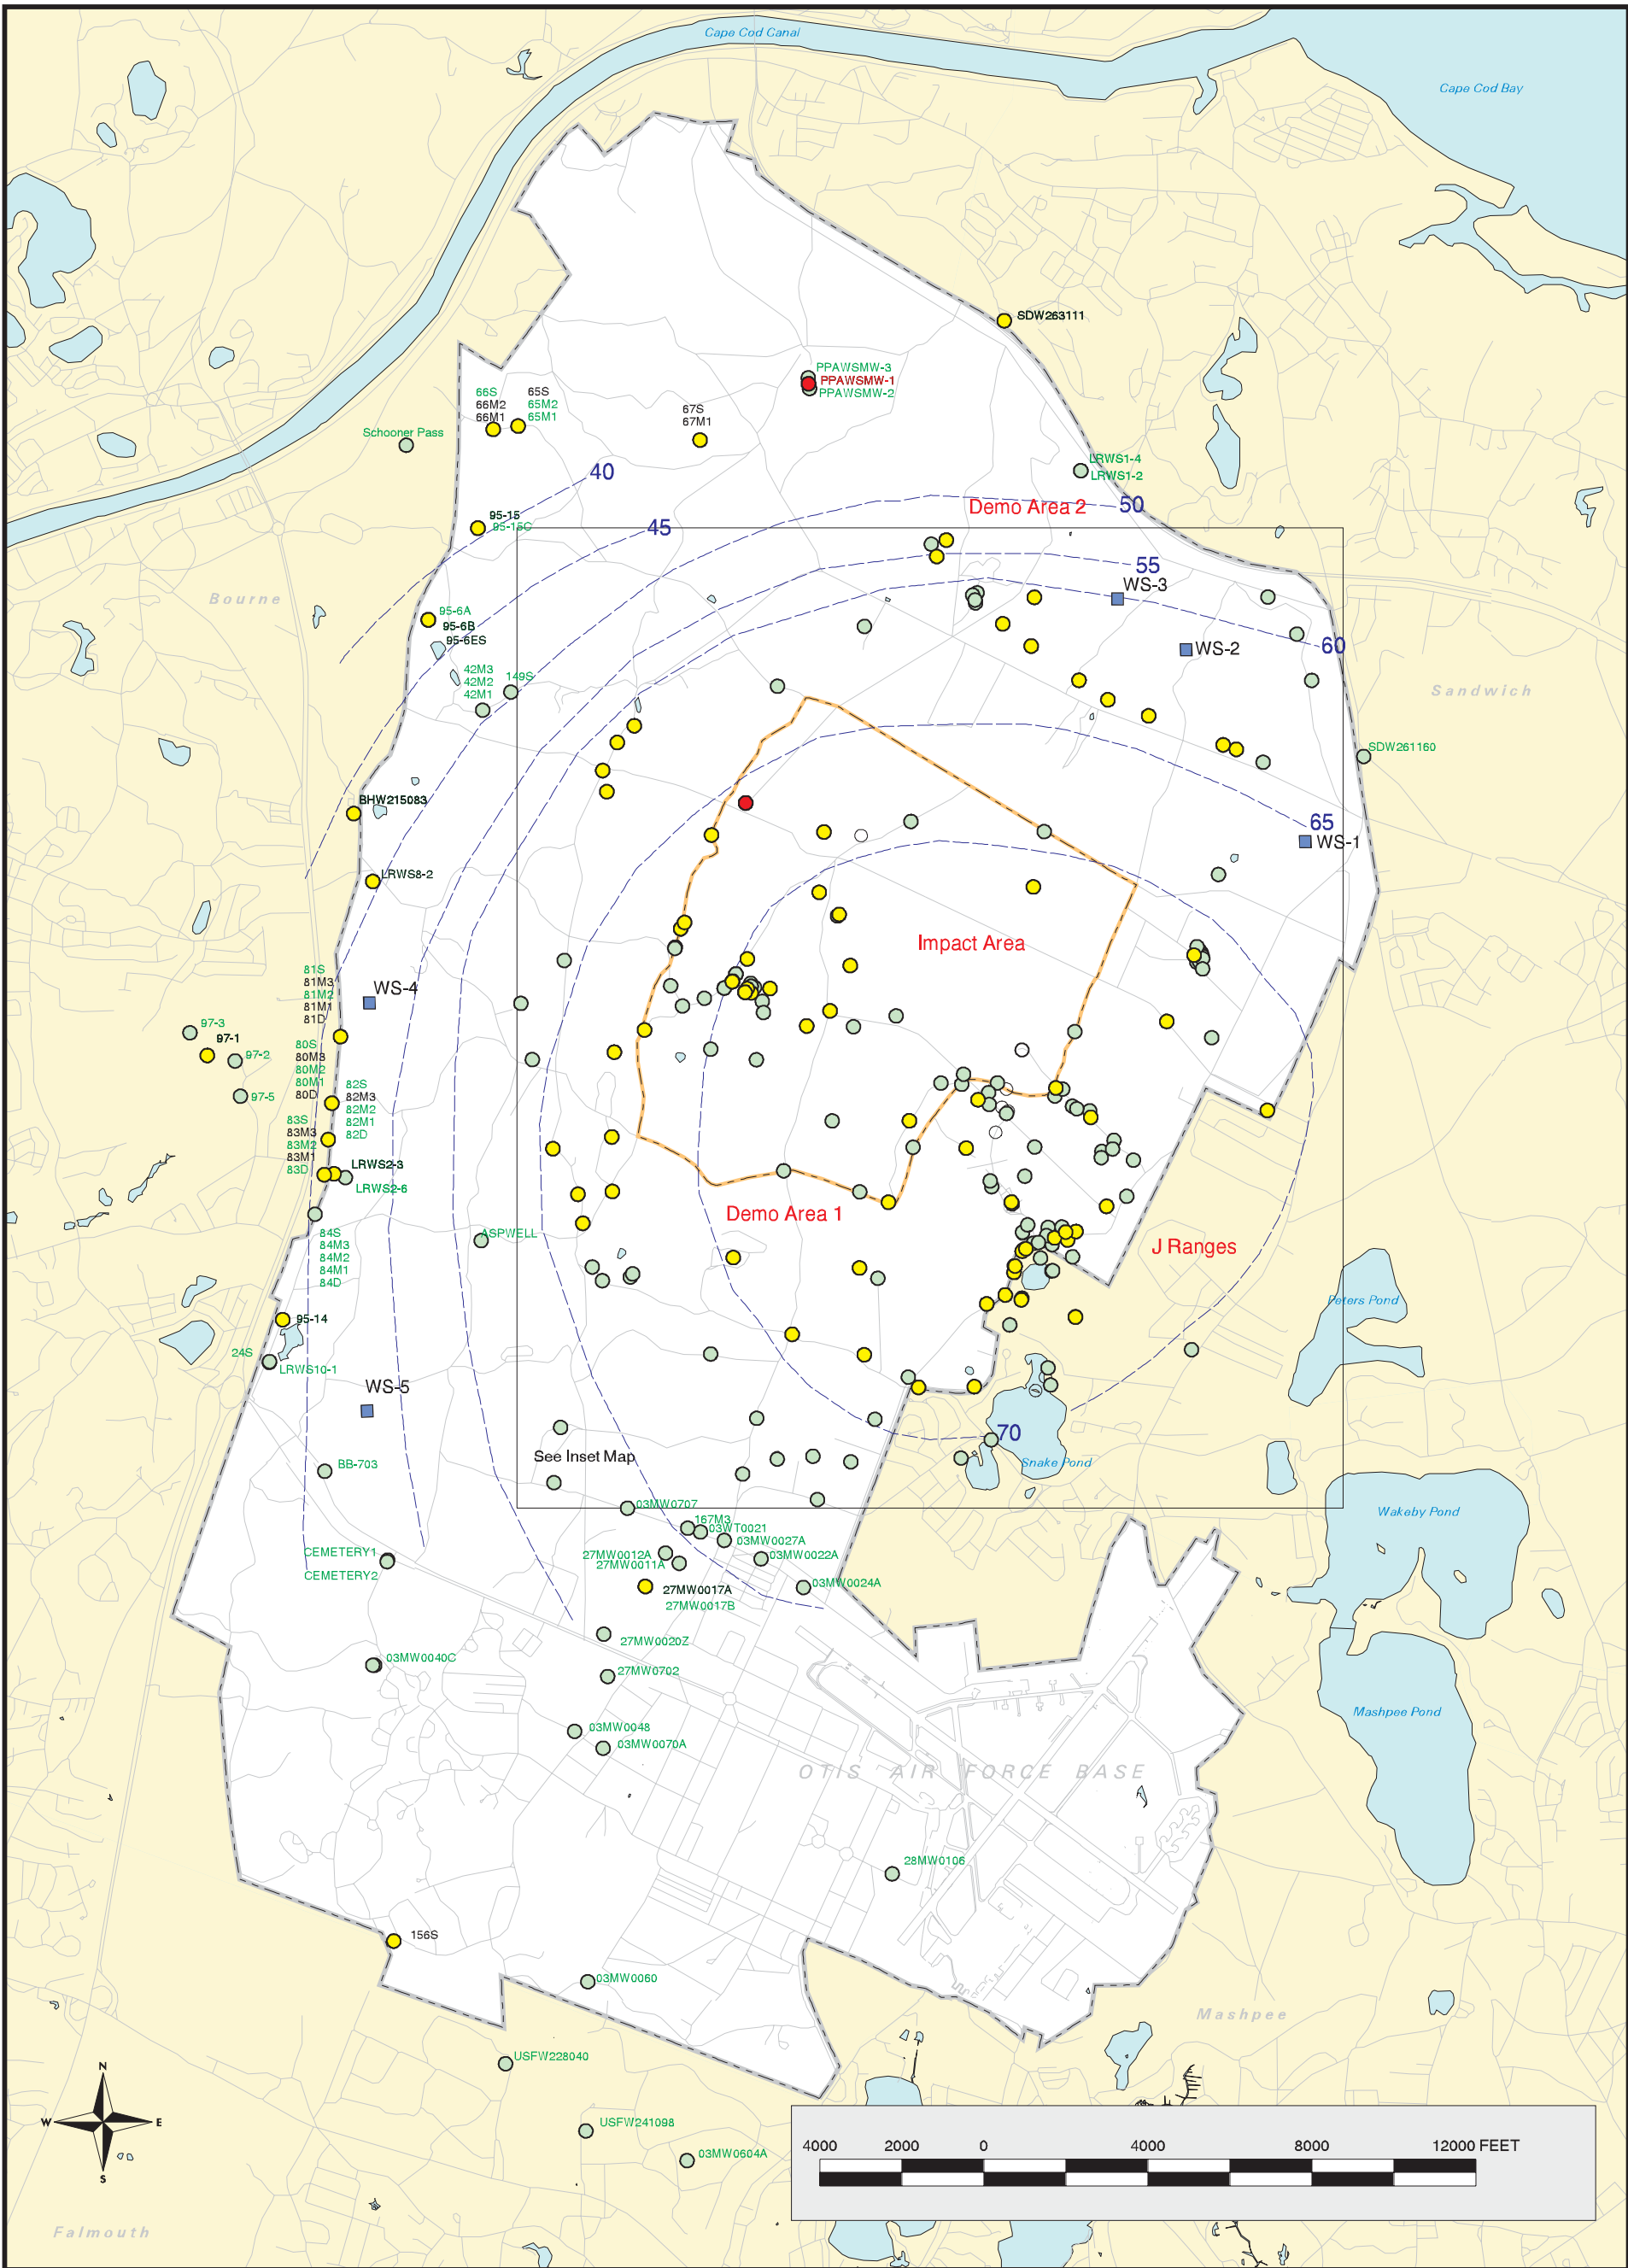 Cape Cod Canal
Cape Cod Bay
SDW263111
PPAWSMW-3
PPAWSMW-1
PPAWSMW-2
66S
66M2
66M1
65S
65M2
65M1
67S
67M1
Schooner Pass
LRWS1-4
LRWS1-2
40
Demo Area 2
50
95-15
95-15C
45
55
WS-3
Bourne
95-6A
95-6B
95-6ES
60
WS-2
42M3
42M2
42M1
149S
Sandwich
SDW261160
BHW215083
65
WS-1
LRWS8-2
Impact Area
81S
81M3
81M2
81M1
81D
WS-4
97-3
97-1
97-2
97-5
80S
80M3
80M2
80M1
80D
82S
82M3
82M2
82M1
82D
83S
83M3
83M2
83M1
83D
LRWS2-3
LRWS2-6
Demo Area 1
84S
84M3
84M2
84M1
84D
ASPWELL
J Ranges
Peters Pond
95-14
24S
LRWS10-1
WS-5
70
See Inset Map
Snake Pond
BB-703
Wakeby Pond
03MW0707
167M3
03WT0021
03MW0027A
27MW0012A
27MW0011A
03MW0022A
CEMETERY1
CEMETERY2
03MW0024A
27MW0017A
27MW0017B
27MW0020Z
03MW0040C
27MW0702
Mashpee Pond
03MW0048
03MW0070A
OTIS AIR FORCE BASE
28MW0106
156S
03MW0060
Mashpee
USFW228040
N
W
E
S
USFW241098
03MW0604A
4000 2000 0 4000 8000 12000 FEET
Falmouth